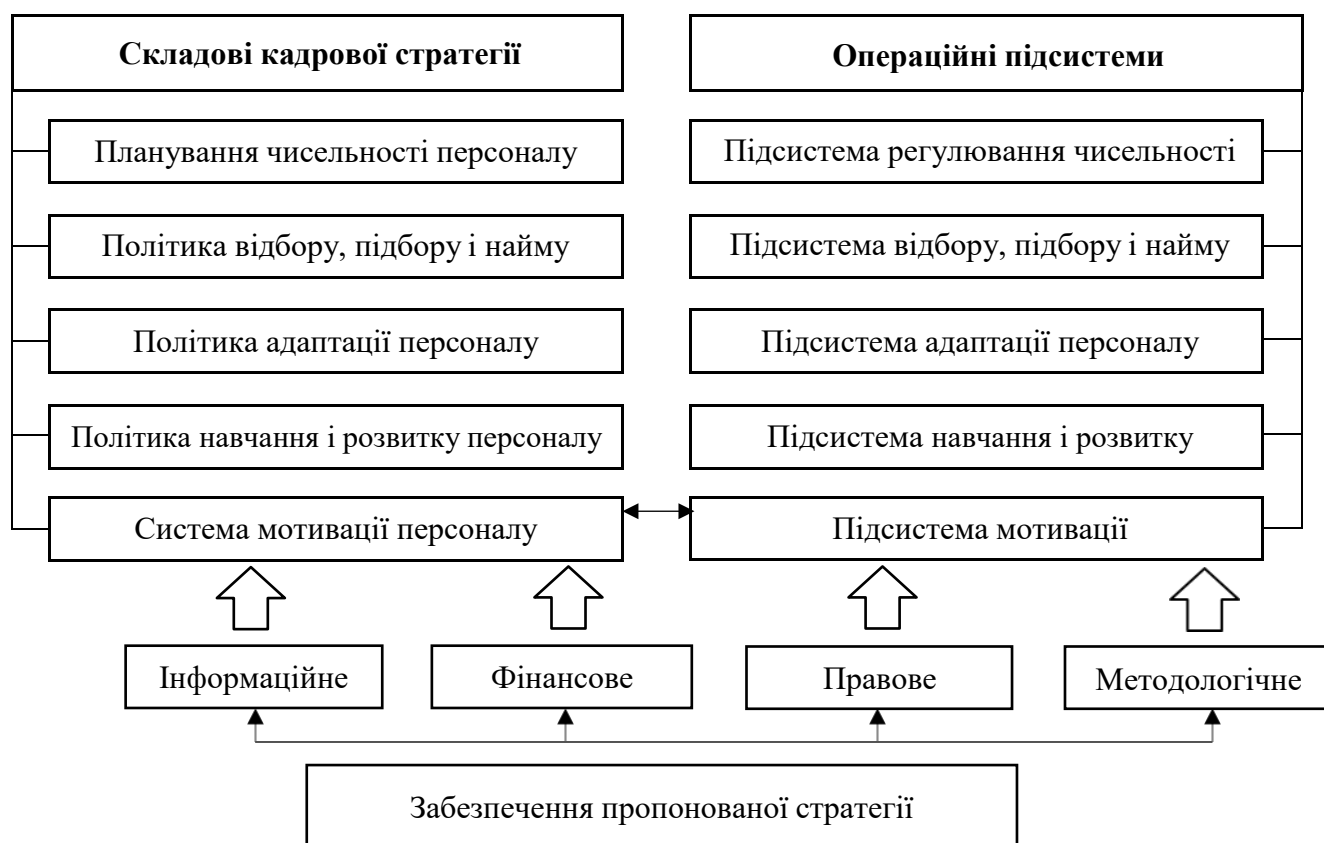 Складові кадрової стратегії
Операційні підсистеми
Планування чисельності персоналу
Підсистема регулювання чисельності
Політика відбору, підбору і найму
Підсистема відбору, підбору і найму
Політика адаптації персоналу
Підсистема адаптації персоналу
Політика навчання і розвитку персоналу
Підсистема навчання і розвитку
Система мотивації персоналу
Підсистема мотивації
Інформаційне
Фінансове
Правове
Методологічне
Забезпечення пропонованої стратегії